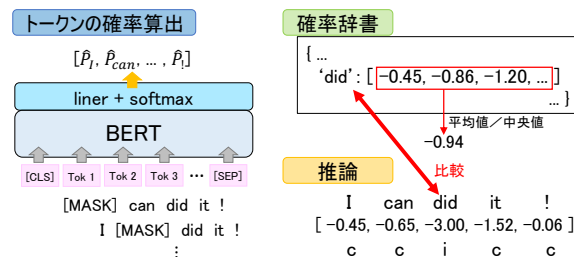 トークンの確率算出
[P̂_I, P̂_can, … , P̂_!]
liner + softmax
BERT
[CLS] Tok 1 Tok 2 Tok 3 … [SEP]
[MASK] can did it !
I [MASK] did it !
⋮
確率辞書
{ …
‘did’: [ −0.45, −0.86, −1.20, … ]
… }
平均値／中央値
−0.94
推論
比較
I can did it !
[ −0.45, −0.65, −3.00, −1.52, −0.06 ]
c c i c c